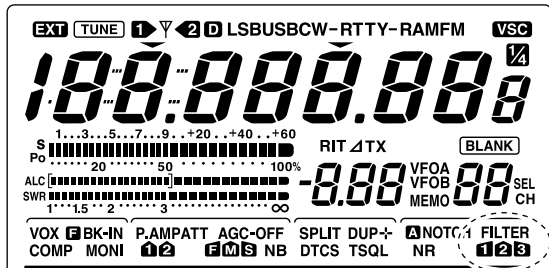 EXT TUNE 1 2 D LSBUSBCW-RTTY-RAMFM VSC
1/4
188.888.888
S 1...3...5...7...9..+20..+40..+60
Po 20 50 100%
ALC
SWR 1 1.5 2 3 ∞
RIT ⊿TX BLANK
-8.88 VFOA VFOB MEMO 88 SEL CH
VOX F BK-IN P.AMPATT AGC-OFF SPLIT DUP-+ A NOTCH FILTER
COMP MONI 1 2 F M S NB DTCS TSQL NR 1 2 3